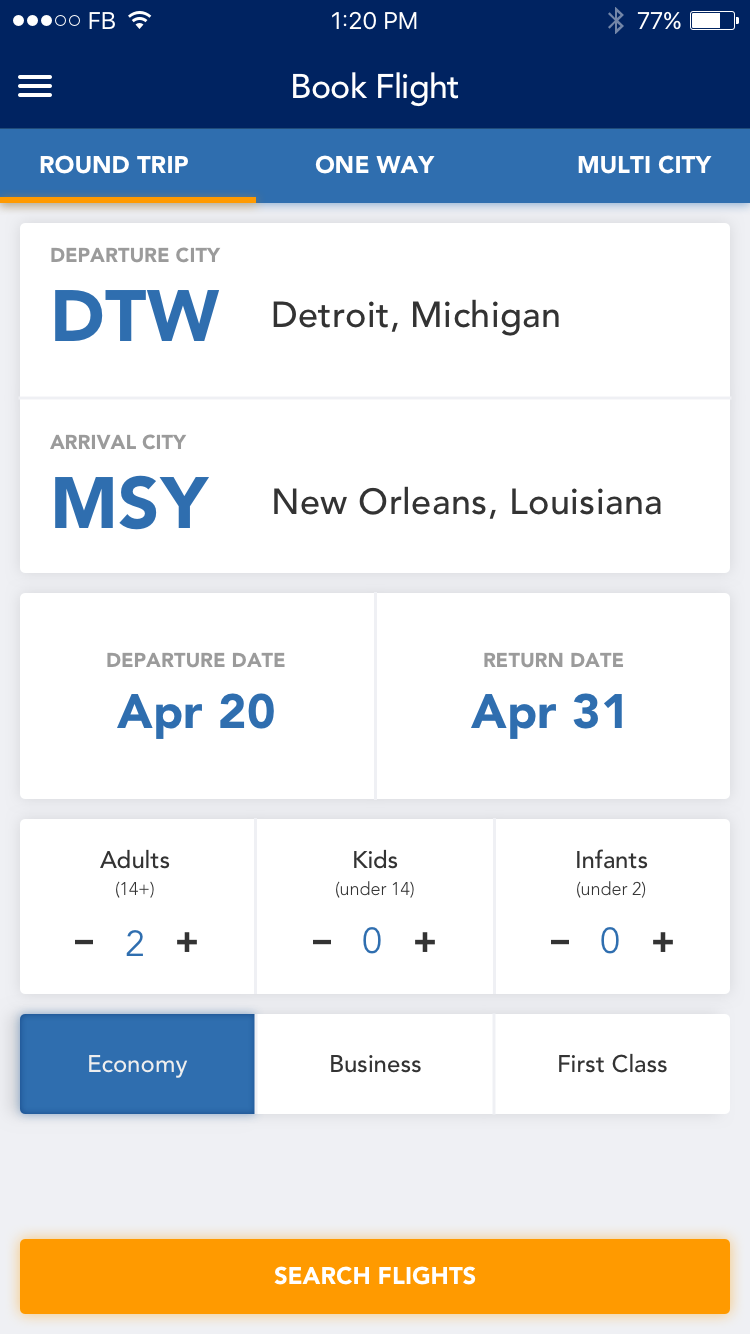 FB 1:20 PM 77%
Book Flight
ROUND TRIP ONE WAY MULTI CITY
DEPARTURE CITY
DTW Detroit, Michigan
ARRIVAL CITY
MSY New Orleans, Louisiana
DEPARTURE DATE RETURN DATE
Apr 20 Apr 31
Adults Kids Infants
(14+) (under 14) (under 2)
− 2 + − 0 + − 0 +
Economy Business First Class
SEARCH FLIGHTS